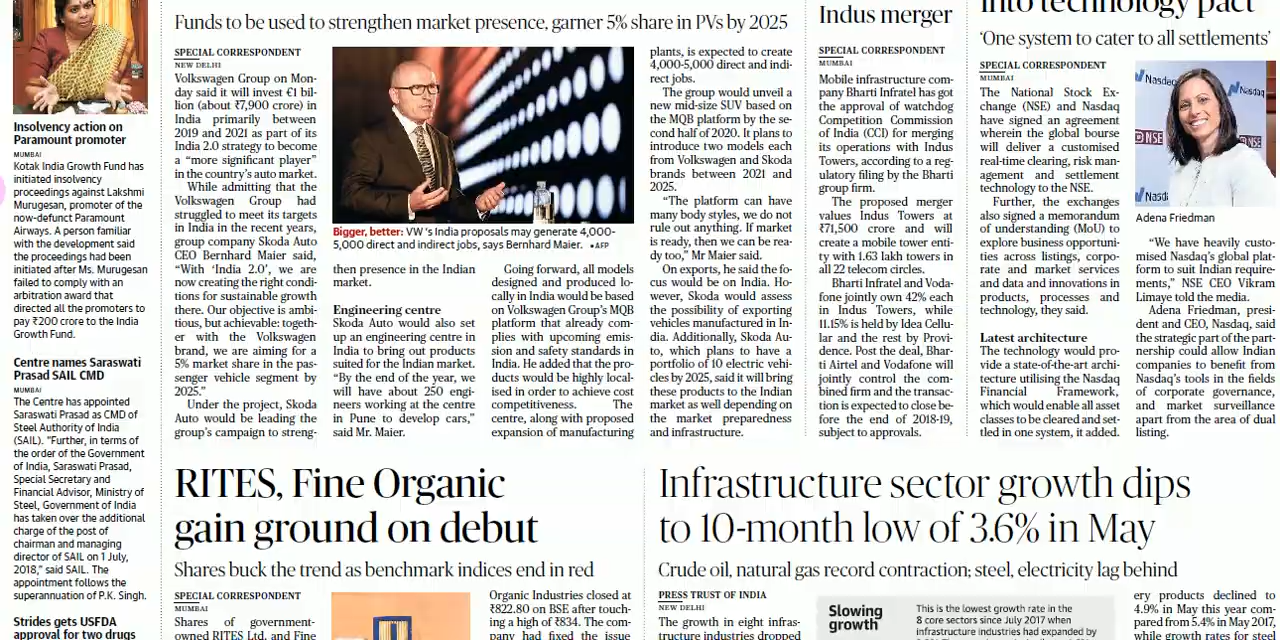 Insolvency action on
Paramount promoter
MUMBAI
Kotak India Growth Fund has
initiated insolvency
proceedings against Lakshmi
Murugesan, promoter of the
now-defunct Paramount
Airways. A person familiar
with the development said
the proceedings had been
initiated after Ms. Murugesan
failed to comply with an
arbitration award that
directed all the promoters to
pay ₹200 crore to the India
Growth Fund.
Centre names Saraswati
Prasad SAIL CMD
MUMBAI
The Centre has appointed
Saraswati Prasad as CMD of
Steel Authority of India
(SAIL). "Further, in terms of
the order of the Government
of India, Saraswati Prasad,
Special Secretary and
Financial Advisor, Ministry of
Steel, Government of India
has taken over the additional
charge of the post of
chairman and managing
director of SAIL on 1 July,
2018," said SAIL. The
appointment follows the
superannuation of P.K. Singh.
Strides gets USFDA
approval for two drugs
Funds to be used to strengthen market presence, garner 5% share in PVs by 2025
SPECIAL CORRESPONDENT
NEW DELHI
Volkswagen Group on Mon-
day said it will invest €1 bil-
lion (about ₹7,900 crore) in
India primarily between
2019 and 2021 as part of its
India 2.0 strategy to become
a “more significant player”
in the country's auto market.
While admitting that the
Volkswagen Group had
struggled to meet its targets
in India in the recent years,
group company Skoda Auto
CEO Bernhard Maier said,
“With ‘India 2.0’, we are
now creating the right condi-
tions for sustainable growth
there. Our objective is ambi-
tious, but achievable: togeth-
er with the Volkswagen
brand, we are aiming for a
5% market share in the pas-
senger vehicle segment by
2025.”
Under the project, Skoda
Auto would be leading the
group's campaign to streng-
Bigger, better: VW 's India proposals may generate 4,000-
5,000 direct and indirect jobs, says Bernhard Maier. •AFP
then presence in the Indian
market.
Engineering centre
Skoda Auto would also set
up an engineering centre in
India to bring out products
suited for the Indian market.
“By the end of the year, we
will have about 250 engi-
neers working at the centre
in Pune to develop cars,”
said Mr. Maier.
Going forward, all models
designed and produced lo-
cally in India would be based
on Volkswagen Group's MQB
platform that already com-
plies with upcoming emis-
sion and safety standards in
India. He added that the pro-
ducts would be highly local-
ised in order to achieve cost
competitiveness. The
centre, along with proposed
expansion of manufacturing
plants, is expected to create
4,000-5,000 direct and indi-
rect jobs.
The group would unveil a
new mid-size SUV based on
the MQB platform by the se-
cond half of 2020. It plans to
introduce two models each
from Volkswagen and Skoda
brands between 2021 and
2025.
“The platform can have
many body styles, we do not
rule out anything. If market
is ready, then we can be rea-
dy too,” Mr Maier said.
On exports, he said the fo-
cus would be on India. Ho-
wever, Skoda would assess
the possibility of exporting
vehicles manufactured in In-
dia. Additionally, Skoda Au-
to, which plans to have a
portfolio of 10 electric vehi-
cles by 2025, said it will bring
these products to the Indian
market as well depending on
the market preparedness
and infrastructure.
Indus merger
SPECIAL CORRESPONDENT
MUMBAI
Mobile infrastructure com-
pany Bharti Infratel has got
the approval of watchdog
Competition Commission
of India (CCI) for merging
its operations with Indus
Towers, according to a reg-
ulatory filing by the Bharti
group firm.
The proposed merger
values Indus Towers at
₹71,500 crore and will
create a mobile tower enti-
ty with 1.63 lakh towers in
all 22 telecom circles.
Bharti Infratel and Voda-
fone jointly own 42% each
in Indus Towers, while
11.15% is held by Idea Cellu-
lar and the rest by Provi-
dence. Post the deal, Bhar-
ti Airtel and Vodafone will
jointly control the com-
bined firm and the transac-
tion is expected to close be-
fore the end of 2018-19,
subject to approvals.
into technology pact
‘One system to cater to all settlements’
SPECIAL CORRESPONDENT
MUMBAI
The National Stock Ex-
change (NSE) and Nasdaq
have signed an agreement
wherein the global bourse
will deliver a customised
real-time clearing, risk man-
agement and settlement
technology to the NSE.
Further, the exchanges
also signed a memorandum
of understanding (MoU) to
explore business opportuni-
ties across listings, corpo-
rate and market services
and data and innovations in
products, processes and
technology, they said.
Latest architecture
The technology would pro-
vide a state-of-the-art archi-
tecture utilising the Nasdaq
Financial Framework,
which would enable all asset
classes to be cleared and set-
tled in one system, it added.
Nasdaq
Nasdaq
NSE
Nasda
Adena Friedman
“We have heavily custo-
mised Nasdaq's global plat-
form to suit Indian require-
ments,” NSE CEO Vikram
Limaye told the media.
Adena Friedman, presi-
dent and CEO, Nasdaq, said
the strategic part of the part-
nership could allow Indian
companies to benefit from
Nasdaq's tools in the fields
of corporate governance,
and market surveillance
apart from the area of dual
listing.
RITES, Fine Organic
gain ground on debut
Shares buck the trend as benchmark indices end in red
SPECIAL CORRESPONDENT
MUMBAI
Shares of government-
owned RITES Ltd. and Fine
Organic Industries closed at
₹822.80 on BSE after touch-
ing a high of ₹834. The com-
pany had fixed the issue
Infrastructure sector growth dips
to 10-month low of 3.6% in May
Crude oil, natural gas record contraction; steel, electricity lag behind
PRESS TRUST OF INDIA
NEW DELHI
The growth in eight infras-
tructure industries dropped
Slowing
growth
This is the lowest growth rate in the
8 core sectors since July 2017 when
infrastructure industries had expanded by
ery products declined to
4.9% in May this year com-
pared from 5.4% in May 2017,
while growth rates for steel